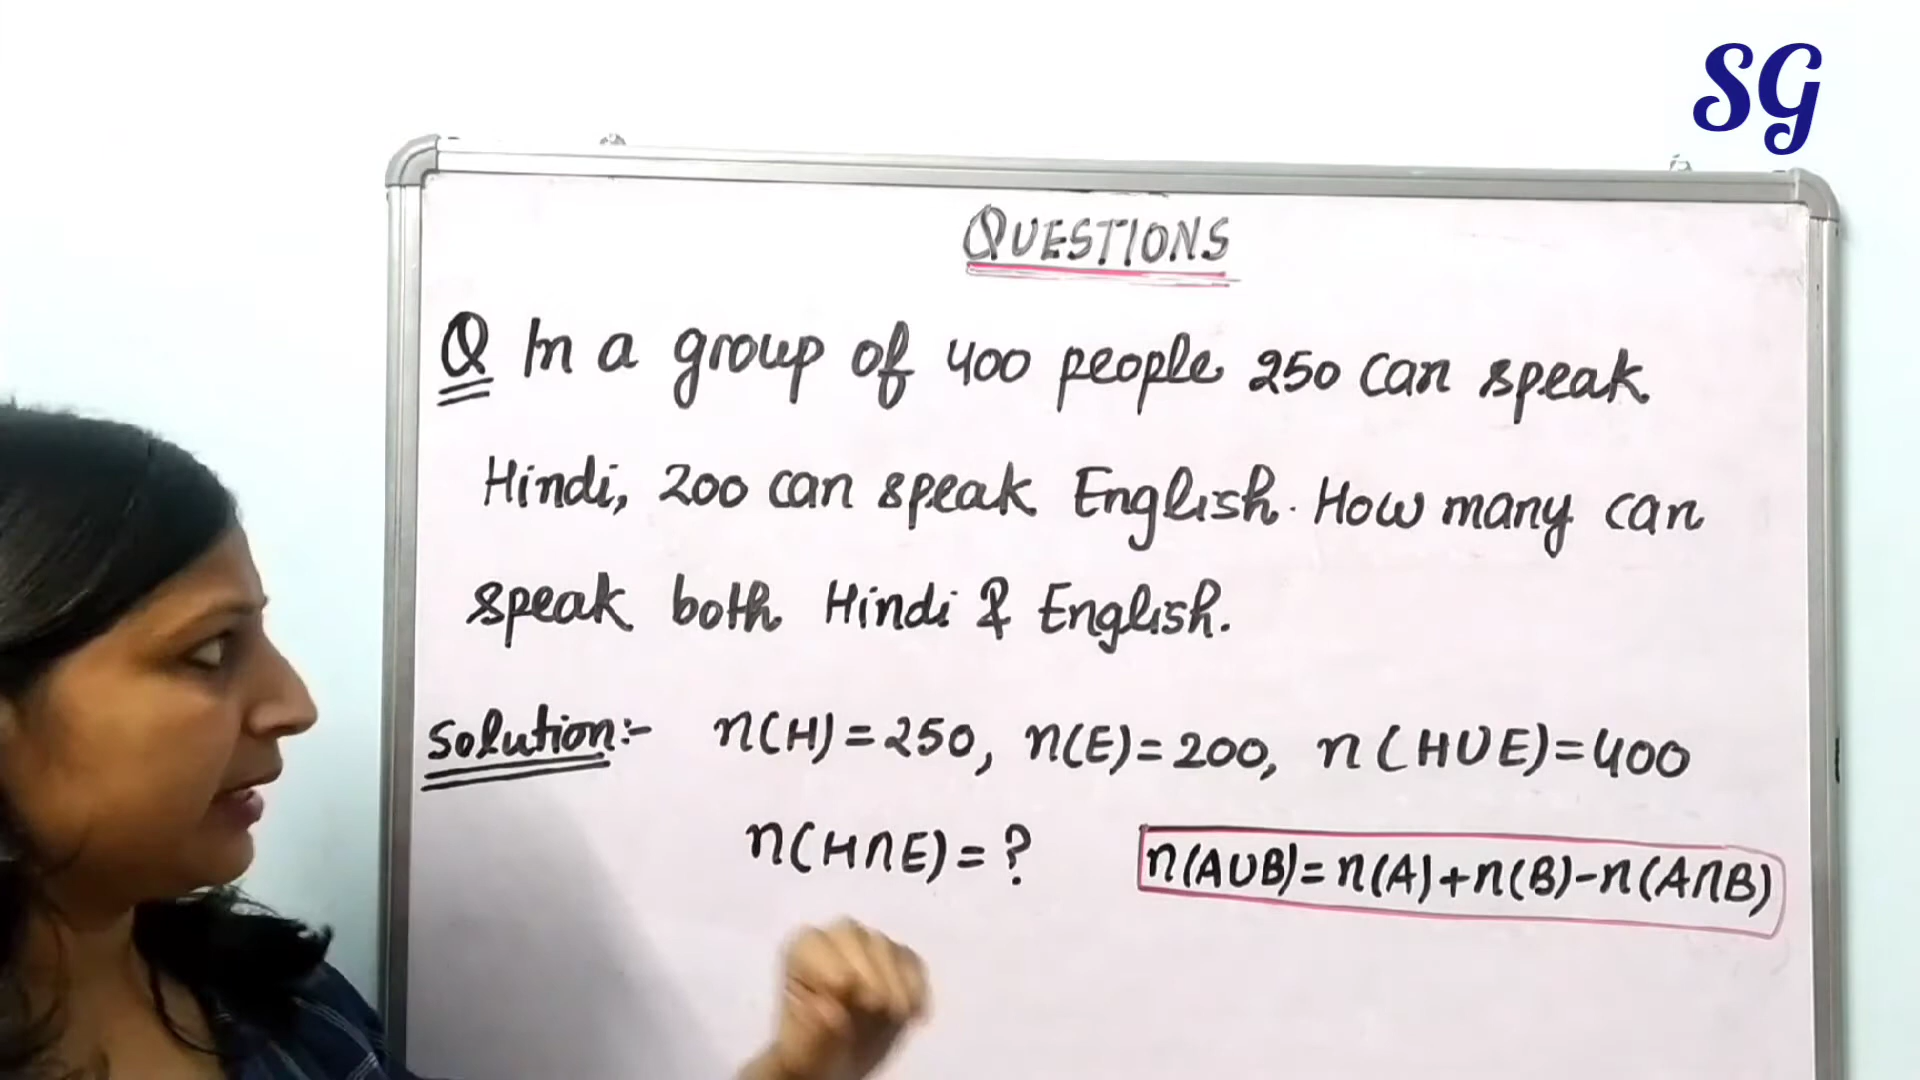 SG
QUESTIONS
Q In a group of 400 people 250 can speak
Hindi, 200 can speak English. How many can
speak both Hindi & English.
Solution:- n(H)=250, n(E)=200, n(HUE)=400
n(H∩E)=?
n(AUB)=n(A)+n(B)-n(A∩B)